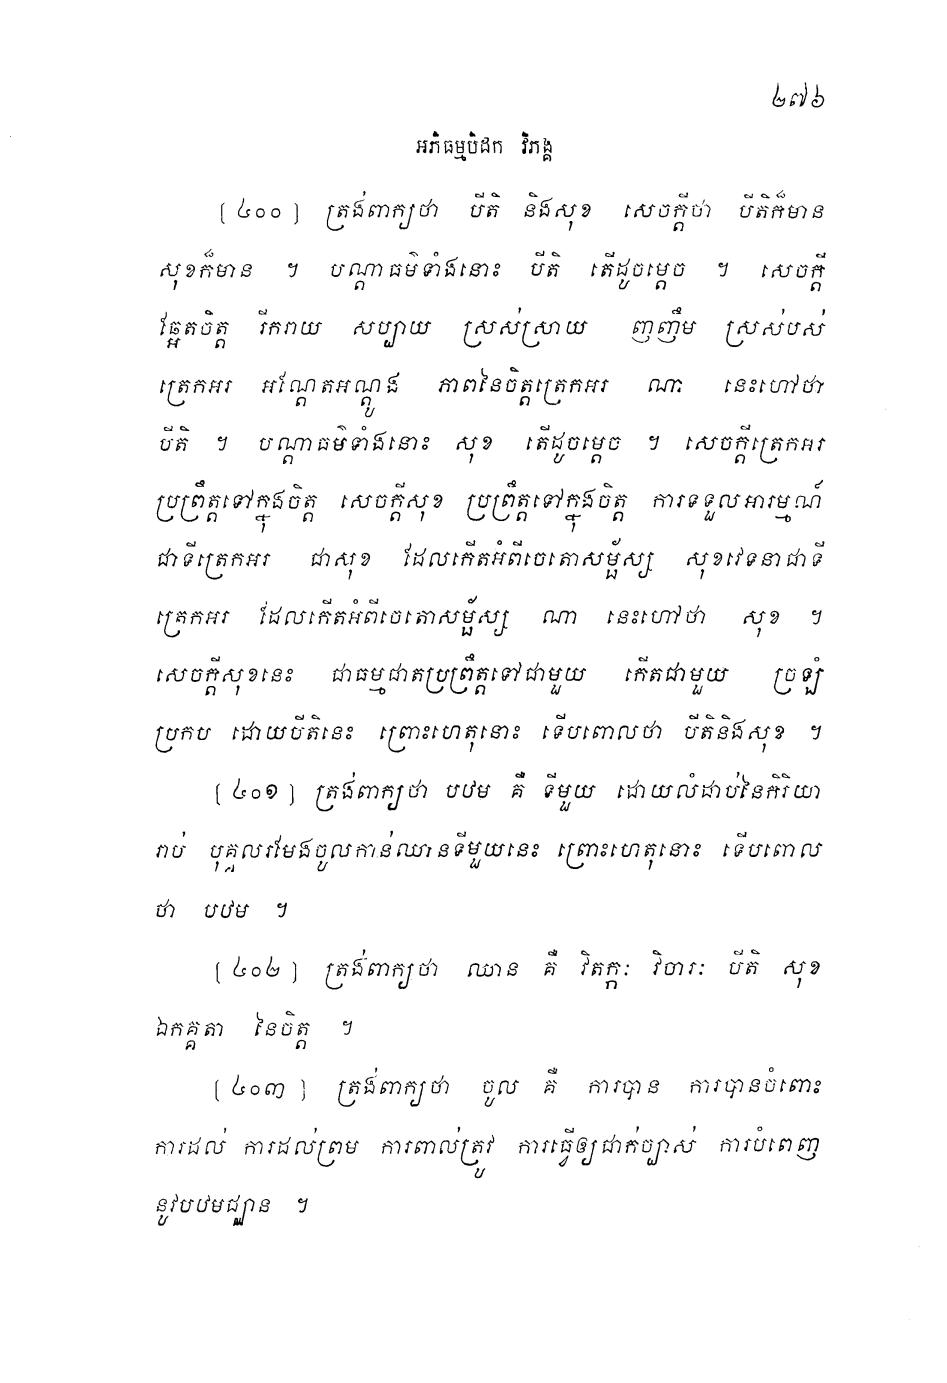 ២៧៦
អភិធម្មបិដក វិភង្គ
[៤០០] ត្រង់ពាក្យថា បីតិ និងសុខ សេចក្តីថា បីតិក៏មាន
សុខក៏មាន ។ បណ្តាធម៌ទាំងនោះ បីតិ តើដូចម្តេច ។ សេចក្តី
ឆ្អែតចិត្ត រីករាយ សប្បាយ ស្រស់ស្រាយ ញញឹម ស្រស់បស់
ត្រេកអរ អណ្តែតអណ្តូង ភាពនៃចិត្តត្រេកអរ ណា នេះហៅថា
បីតិ ។ បណ្តាធម៌ទាំងនោះ សុខ តើដូចម្តេច ។ សេចក្តីត្រេកអរ
ប្រព្រឹត្តទៅក្នុងចិត្ត សេចក្តីសុខ ប្រព្រឹត្តទៅក្នុងចិត្ត ការទទួលអារម្មណ៍
ជាទីត្រេកអរ ជាសុខ ដែលកើតអំពីចេតោសម្ផ័ស្ស សុខវេទនាជាទី
ត្រេកអរ ដែលកើតអំពីចេតោសម្ផ័ស្ស ណា នេះហៅថា សុខ ។
សេចក្តីសុខនេះ ជាធម្មជាតប្រព្រឹត្តទៅជាមួយ កើតជាមួយ ច្រឡំ
ប្រកប ដោយបីតិនេះ ព្រោះហេតុនោះ ទើបពោលថា បីតិនិងសុខ ។
[៤០១] ត្រង់ពាក្យថា បឋម គឺ ទីមួយ ដោយលំដាប់នៃកិរិយា
រាប់ បុគ្គលរមែងចូលកាន់ឈានទីមួយនេះ ព្រោះហេតុនោះ ទើបពោល
ថា បឋម ។
[៤០២] ត្រង់ពាក្យថា ឈាន គឺ វិតក្កៈ វិចារៈ បីតិ សុខ
ឯកគ្គតា នៃចិត្ត ។
[៤០៣] ត្រង់ពាក្យថា ចូល គឺ ការបាន ការបានចំពោះ
ការដល់ ការដល់ព្រម ការពាល់ត្រូវ ការធ្វើឲ្យជាក់ច្បាស់ ការបំពេញ
នូវបឋមជ្ឈាន ។